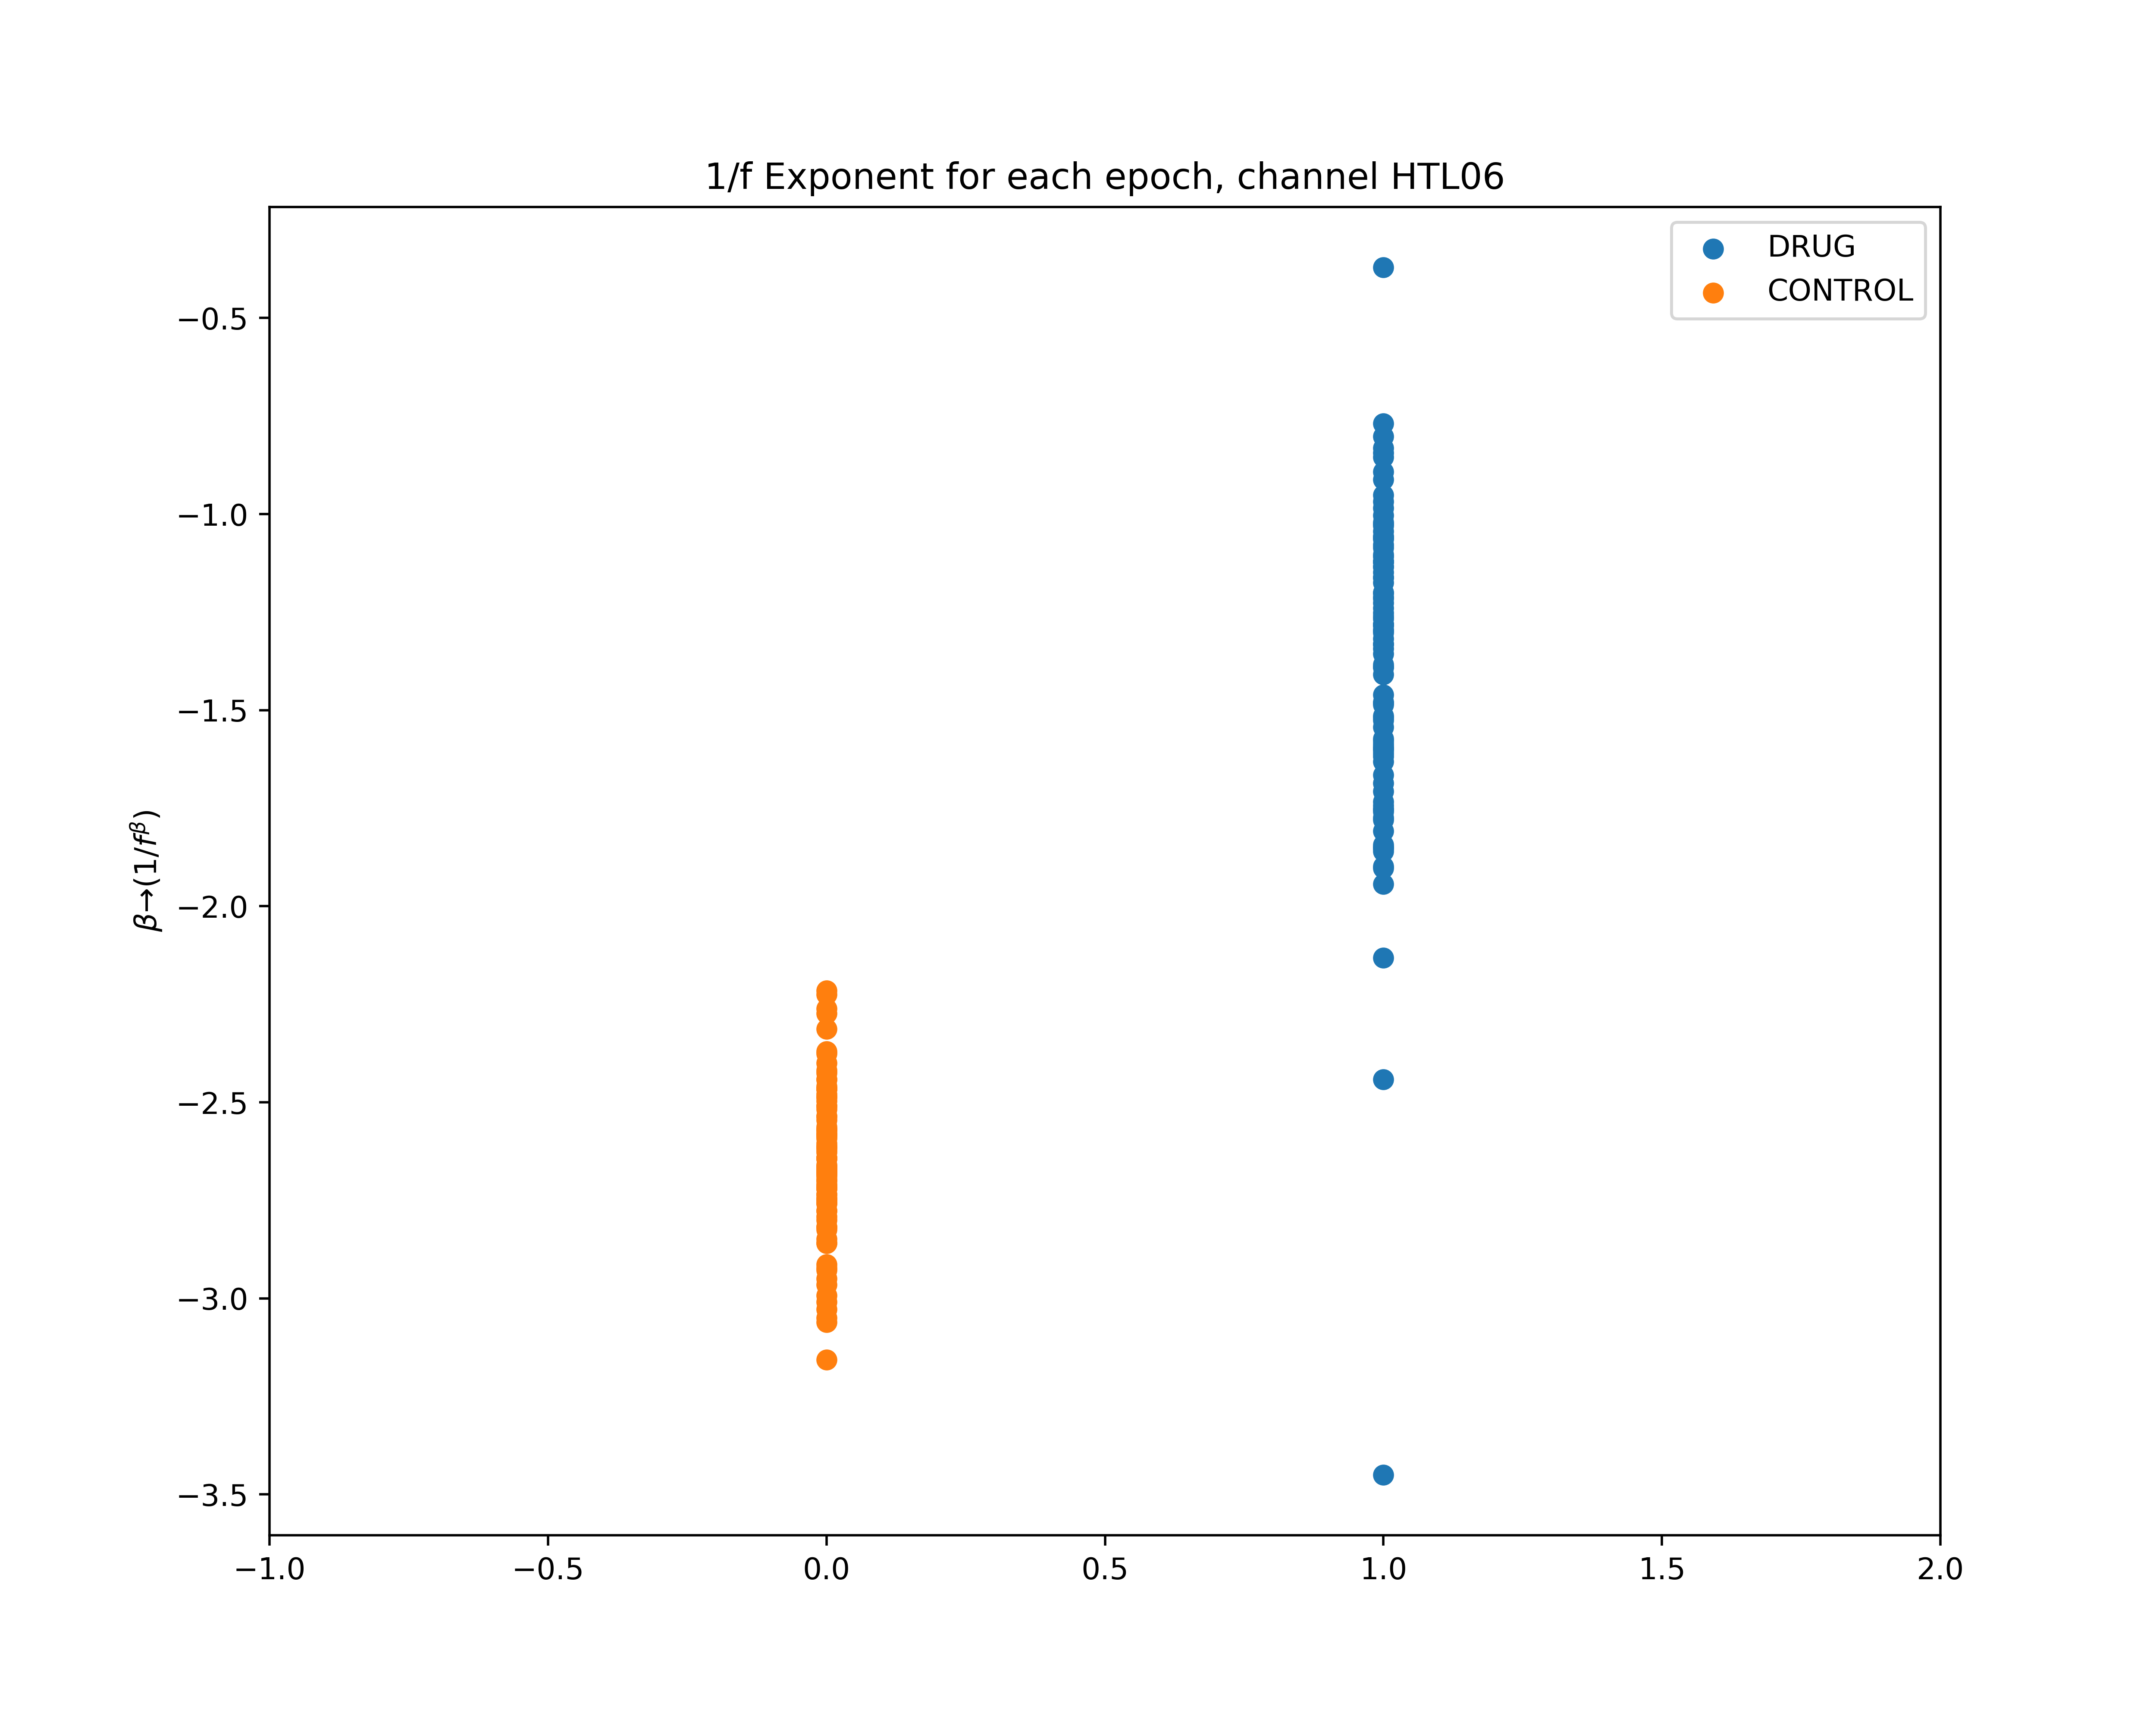 1/f Exponent for each epoch, channel HTL06
DRUG
CONTROL
β→(1/f^β)
−0.5
−1.0
−1.5
−2.0
−2.5
−3.0
−3.5
−1.0 −0.5 0.0 0.5 1.0 1.5 2.0